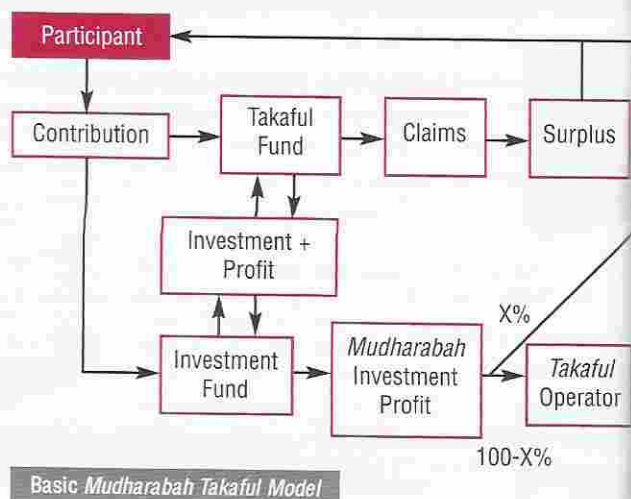 Participant
Contribution
Takaful
Fund
Claims
Surplus
Investment +
Profit
X%
Investment
Fund
Mudharabah
Investment
Profit
Takaful
Operator
100-X%
Basic Mudharabah Takaful Model